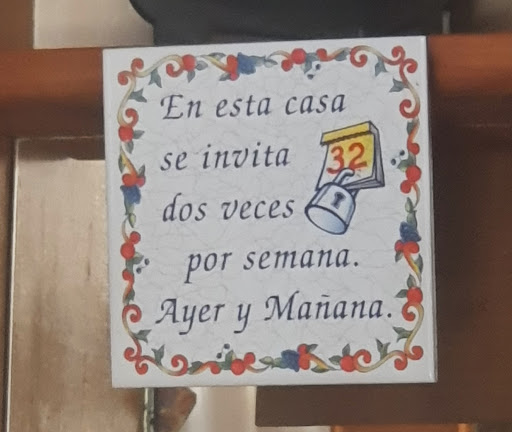 En esta casa
se invita
32
dos veces
por semana.
Ayer y Mañana.